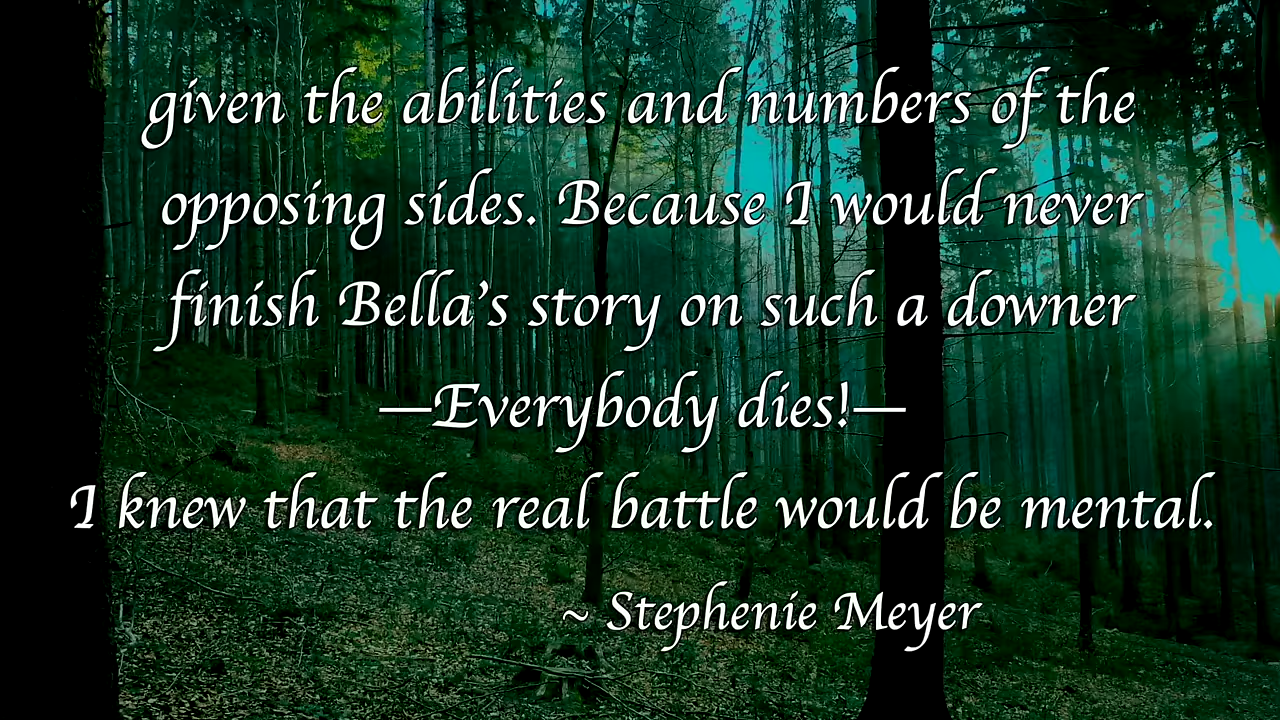 given the abilities and numbers of the
opposing sides. Because I would never
finish Bella's story on such a downer
—Everybody dies!—
I knew that the real battle would be mental.
~ Stephenie Meyer